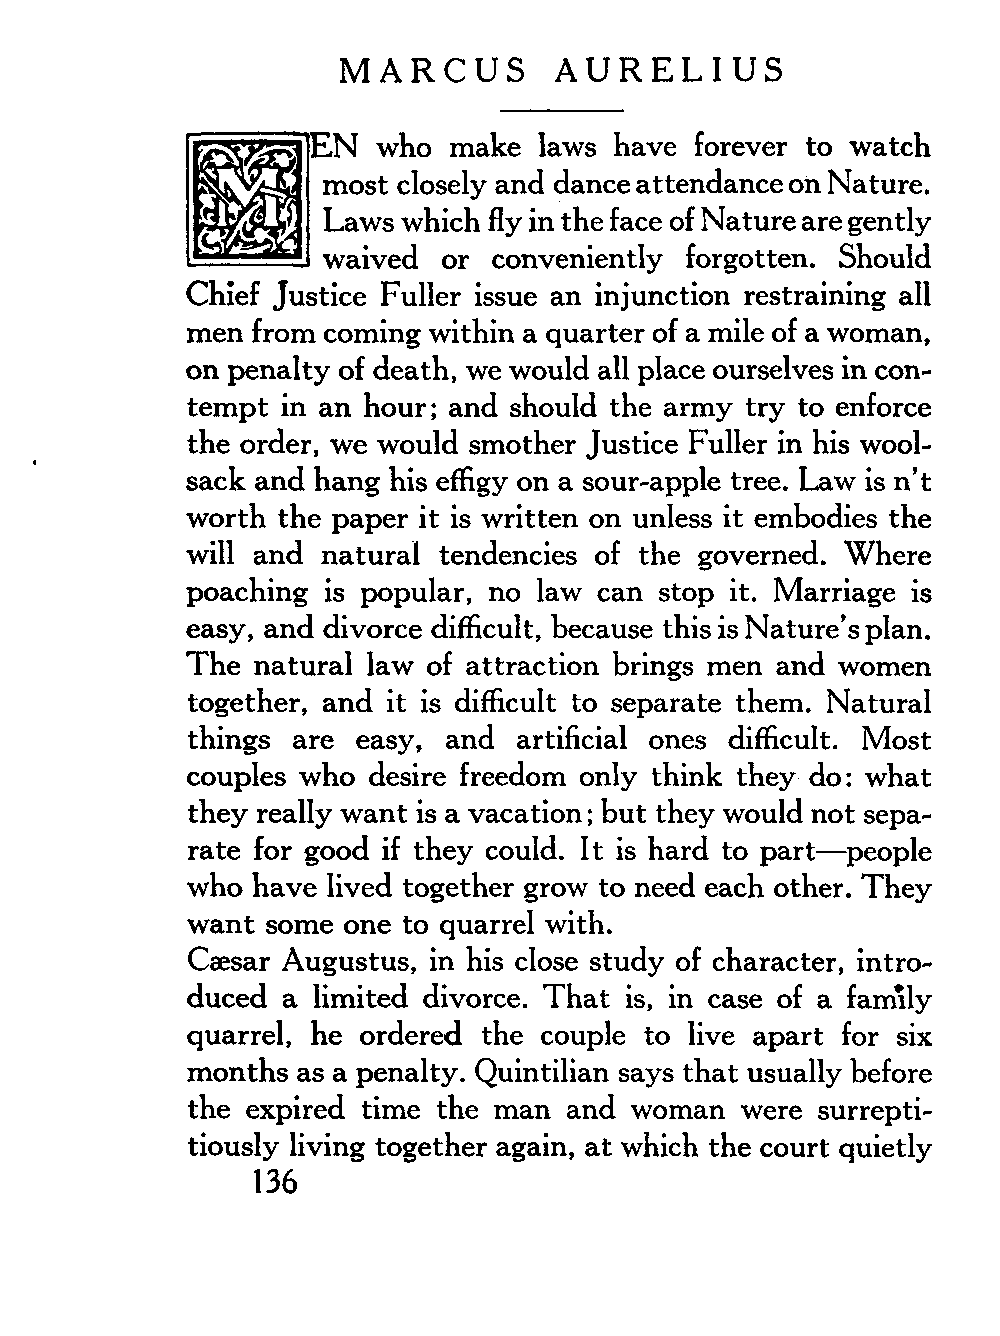 MARCUS AURELIUS
MEN who make laws have forever to watch
most closely and dance attendance on Nature.
Laws which fly in the face of Nature are gently
waived or conveniently forgotten. Should
Chief Justice Fuller issue an injunction restraining all
men from coming within a quarter of a mile of a woman,
on penalty of death, we would all place ourselves in con-
tempt in an hour; and should the army try to enforce
the order, we would smother Justice Fuller in his wool-
sack and hang his effigy on a sour-apple tree. Law is n't
worth the paper it is written on unless it embodies the
will and natural tendencies of the governed. Where
poaching is popular, no law can stop it. Marriage is
easy, and divorce difficult, because this is Nature's plan.
The natural law of attraction brings men and women
together, and it is difficult to separate them. Natural
things are easy, and artificial ones difficult. Most
couples who desire freedom only think they do: what
they really want is a vacation; but they would not sepa-
rate for good if they could. It is hard to part—people
who have lived together grow to need each other. They
want some one to quarrel with.
Cæsar Augustus, in his close study of character, intro-
duced a limited divorce. That is, in case of a family
quarrel, he ordered the couple to live apart for six
months as a penalty. Quintilian says that usually before
the expired time the man and woman were surrepti-
tiously living together again, at which the court quietly
136